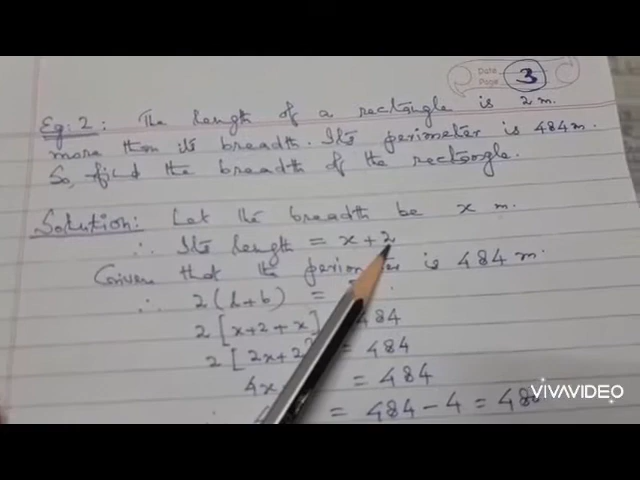 Date
Page 3
Eg: 2: The length of a rectangle is 2 m.
more than its breadth. Its perimeter is 484 m.
So, find the breadth of the rectangle.
Solution: Let the breadth be x m.
∴ Its length = x + 2
Given that the perimeter is 484 m.
∴ 2(l+b) =
2[x+2+x] 484
2[2x+2] = 484
4x = 484
= 484 - 4 = 480
VIVAVIDEO